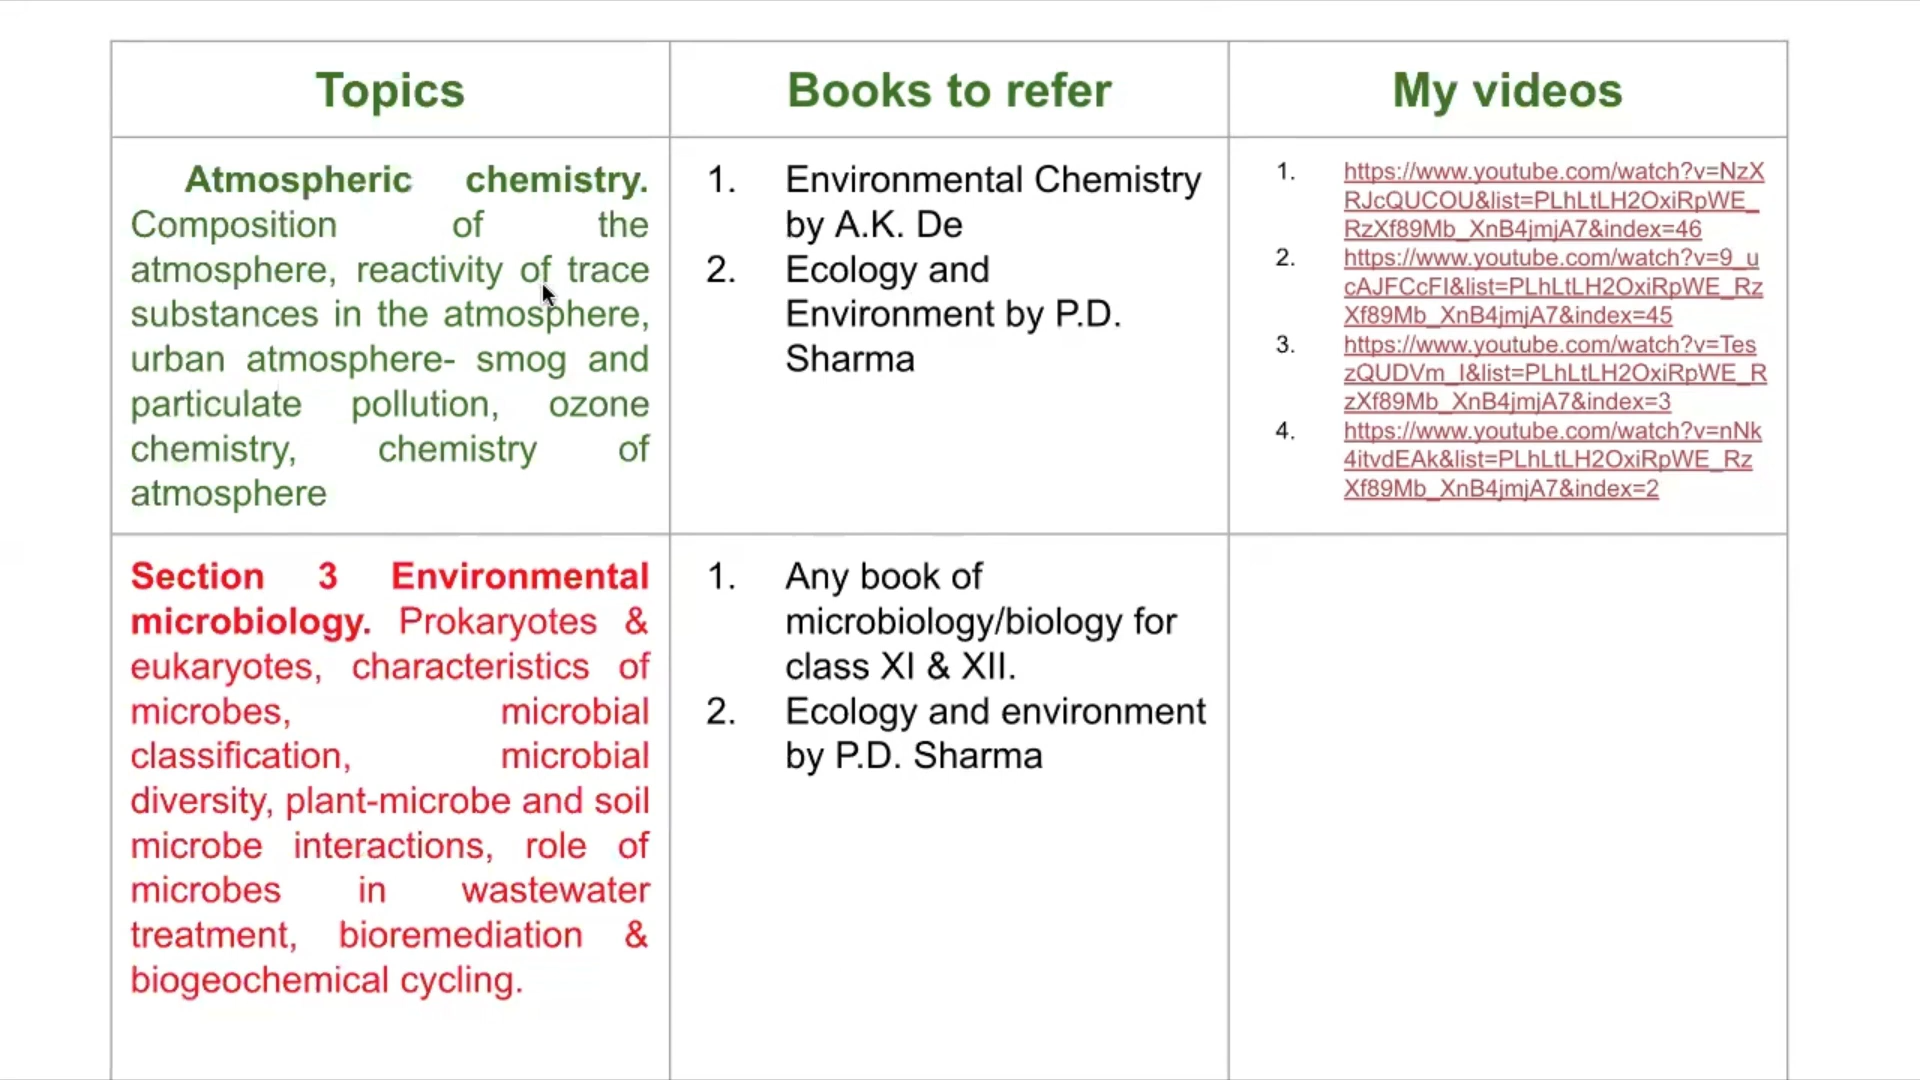 Topics
Books to refer
My videos
Atmospheric chemistry.
Composition of the
atmosphere, reactivity of trace
substances in the atmosphere,
urban atmosphere- smog and
particulate pollution, ozone
chemistry, chemistry of
atmosphere
1. Environmental Chemistry
by A.K. De
2. Ecology and
Environment by P.D.
Sharma
1. https://www.youtube.com/watch?v=NzX
RJcQUCOU&list=PLhLtLH2OxiRpWE_
RzXf89Mb_XnB4jmjA7&index=46
2. https://www.youtube.com/watch?v=9_u
cAJFCcFI&list=PLhLtLH2OxiRpWE_Rz
Xf89Mb_XnB4jmjA7&index=45
3. https://www.youtube.com/watch?v=Tes
zQUDVm_I&list=PLhLtLH2OxiRpWE_R
zXf89Mb_XnB4jmjA7&index=3
4. https://www.youtube.com/watch?v=nNk
4itvdEAk&list=PLhLtLH2OxiRpWE_Rz
Xf89Mb_XnB4jmjA7&index=2
Section 3 Environmental
microbiology. Prokaryotes &
eukaryotes, characteristics of
microbes, microbial
classification, microbial
diversity, plant-microbe and soil
microbe interactions, role of
microbes in wastewater
treatment, bioremediation &
biogeochemical cycling.
1. Any book of
microbiology/biology for
class XI & XII.
2. Ecology and environment
by P.D. Sharma